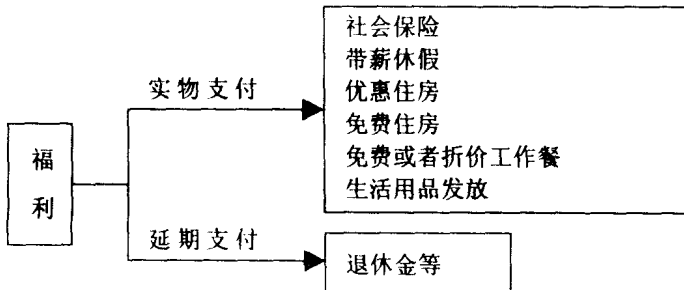 福利
实物支付
社会保险
带薪休假
优惠住房
免费住房
免费或者折价工作餐
生活用品发放
延期支付
退休金等